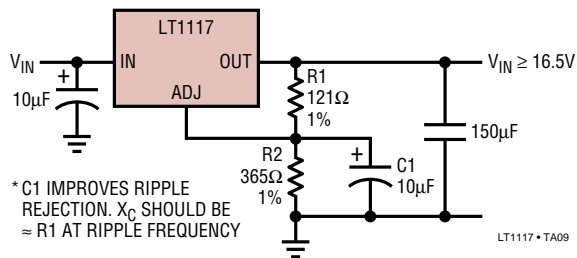 LT1117
V_IN
IN
OUT
V_IN ≥ 16.5V
ADJ
+
10µF
R1
121Ω
1%
150µF
R2
365Ω
1%
+
C1
10µF
* C1 IMPROVES RIPPLE
REJECTION. X_C SHOULD BE
≈ R1 AT RIPPLE FREQUENCY
LT1117 • TA09